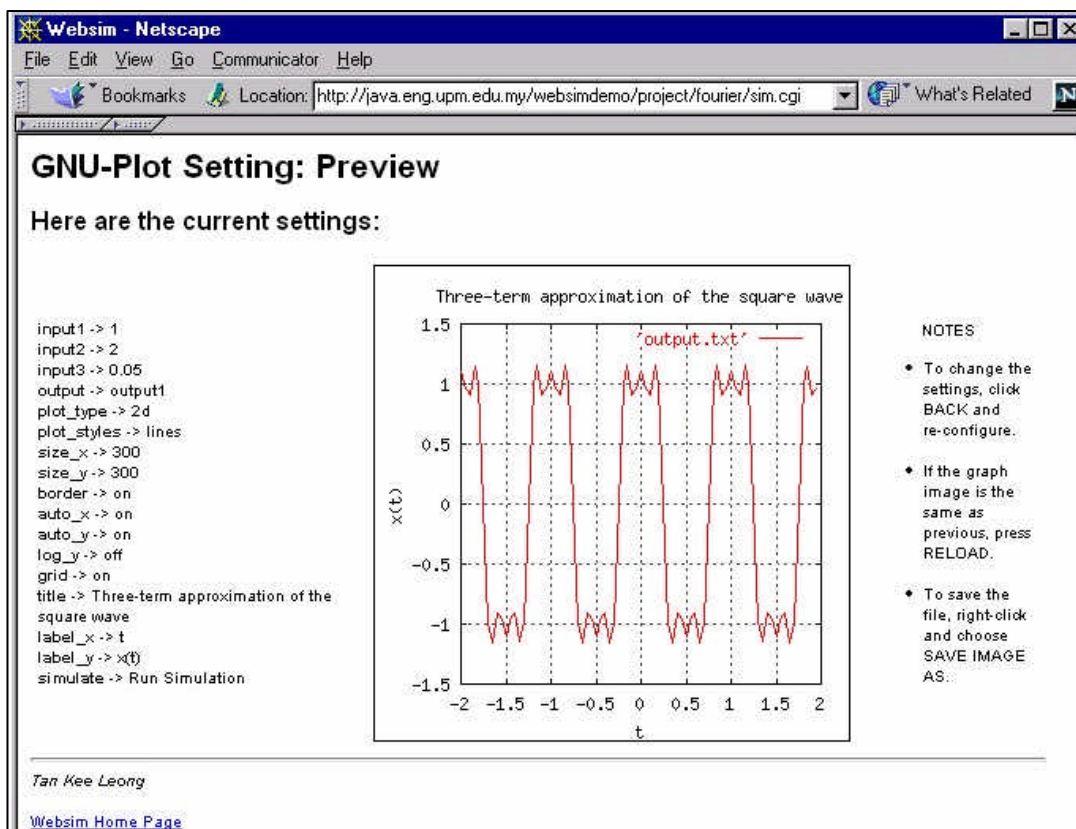 Websim - Netscape
File Edit View Go Communicator Help
Bookmarks Location: http://java.eng.upm.edu.my/websimdemo/project/fourier/sim.cgi What's Related N
GNU-Plot Setting: Preview
Here are the current settings:
input1 -> 1
input2 -> 2
input3 -> 0.05
output -> output1
plot_type -> 2d
plot_styles -> lines
size_x -> 300
size_y -> 300
border -> on
auto_x -> on
auto_y -> on
log_y -> off
grid -> on
title -> Three-term approximation of the
square wave
label_x -> t
label_y -> x(t)
simulate -> Run Simulation
Three-term approximation of the square wave
'output.txt'
1.5
1
0.5
0
-0.5
-1
-1.5
x(t)
-2 -1.5 -1 -0.5 0 0.5 1 1.5 2
t
NOTES
• To change the
settings, click
BACK and
re-configure.
• If the graph
image is the
same as
previous, press
RELOAD.
• To save the
file, right-click
and choose
SAVE IMAGE
AS.
Tan Kee Leong
Websim Home Page